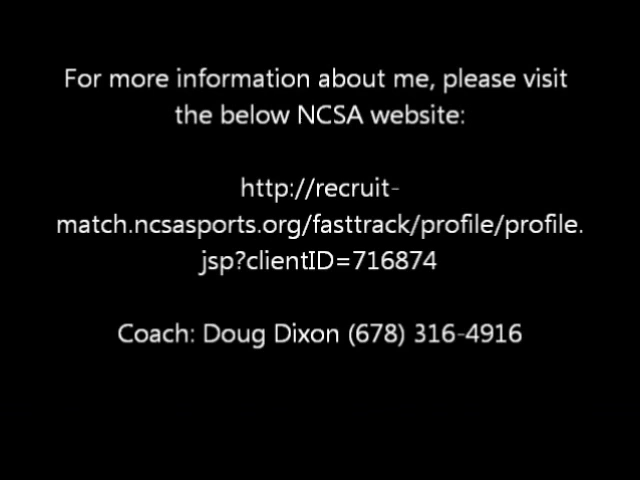 For more information about me, please visit
the below NCSA website:
http://recruit-
match.ncsasports.org/fasttrack/profile/profile.
jsp?clientID=716874
Coach: Doug Dixon (678) 316-4916